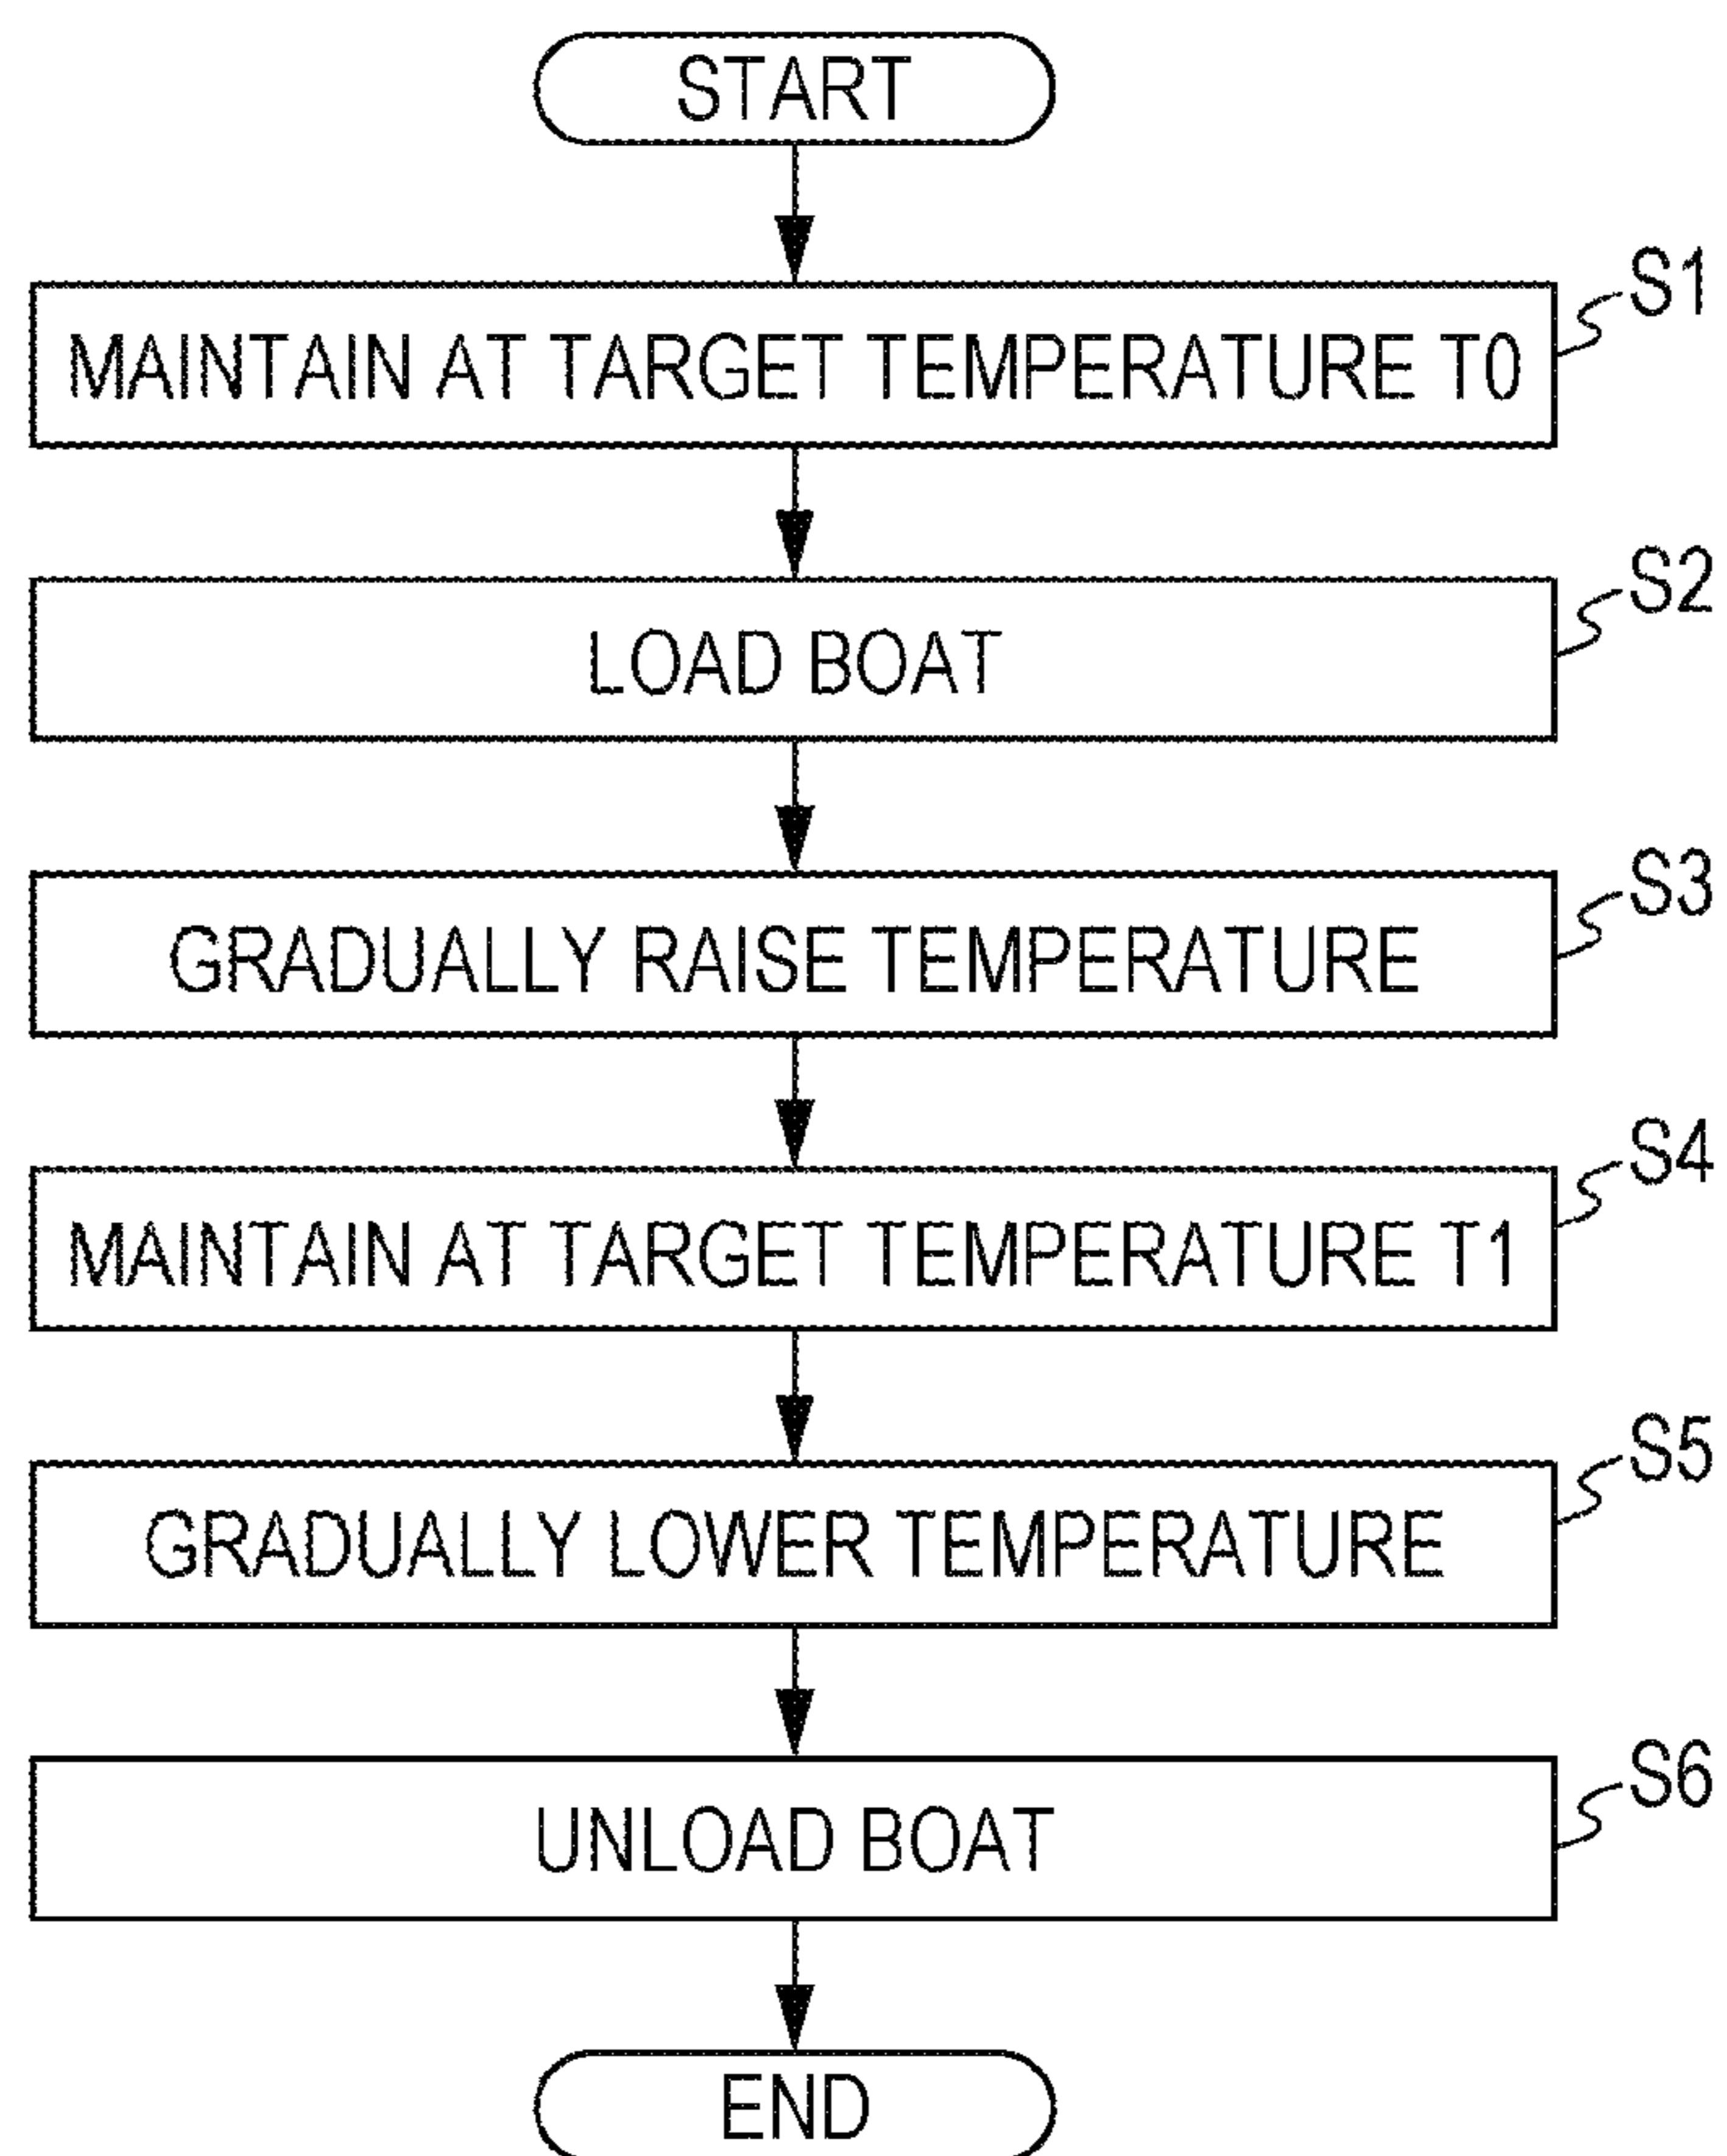 START
MAINTAIN AT TARGET TEMPERATURE T0
S1
LOAD BOAT
S2
GRADUALLY RAISE TEMPERATURE
S3
MAINTAIN AT TARGET TEMPERATURE T1
S4
GRADUALLY LOWER TEMPERATURE
S5
UNLOAD BOAT
S6
END